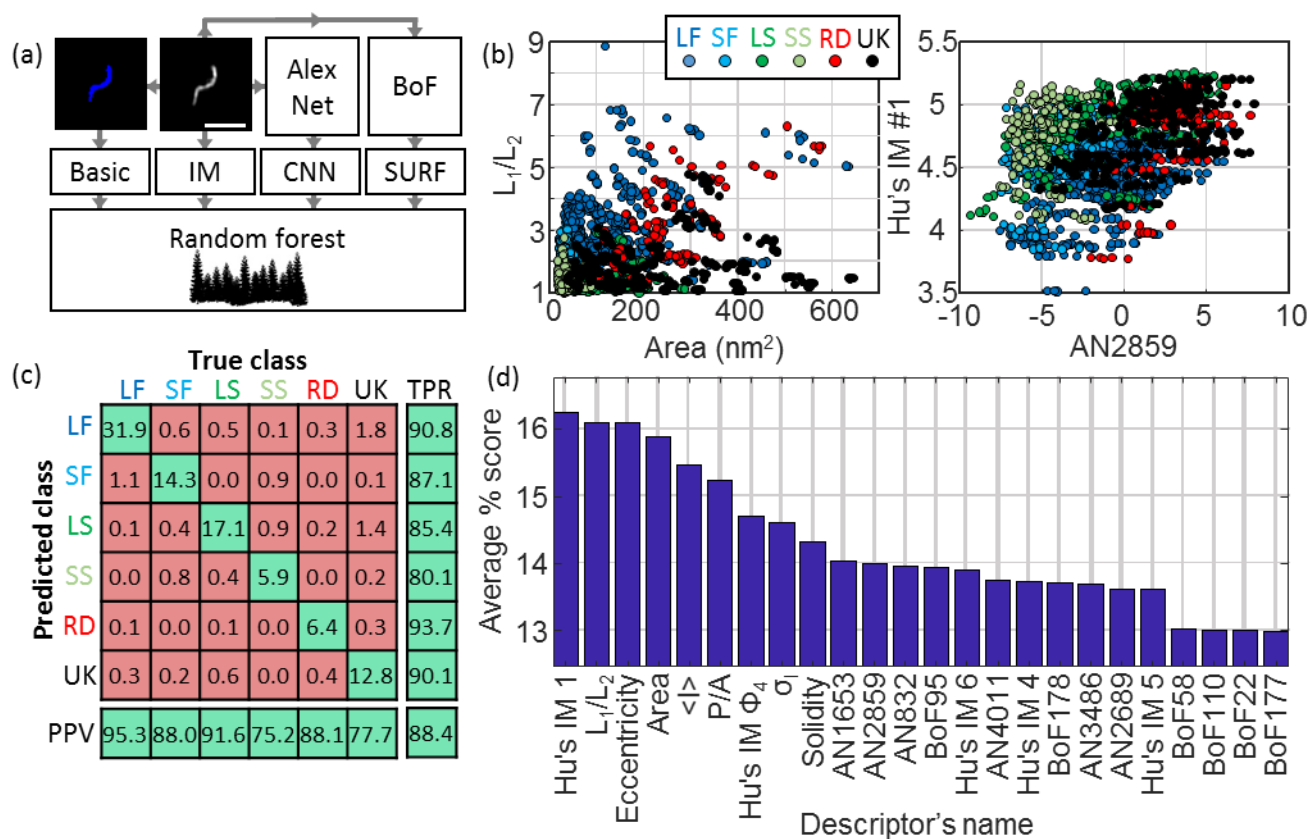 (a)
Alex
Net
BoF
Basic
IM
CNN
SURF
Random forest
(b)
LF SF LS SS RD UK
9
8
7
6
5
4
3
2
1
L1/L2
0 200 400 600
Area (nm²)
5.5
5
4.5
4
3.5
Hu's IM #1
-10 -5 0 5 10
AN2859
(c)
True class
LF SF LS SS RD UK TPR
Predicted class
LF 31.9 0.6 0.5 0.1 0.3 1.8 90.8
SF 1.1 14.3 0.0 0.9 0.0 0.1 87.1
LS 0.1 0.4 17.1 0.9 0.2 1.4 85.4
SS 0.0 0.8 0.4 5.9 0.0 0.2 80.1
RD 0.1 0.0 0.1 0.0 6.4 0.3 93.7
UK 0.3 0.2 0.6 0.0 0.4 12.8 90.1
PPV 95.3 88.0 91.6 75.2 88.1 77.7 88.4
(d)
Average % score
16
15
14
13
Hu's IM 1
L1/L2
Eccentricity
Area
<I>
P/A
Hu's IM Φ4
σI
Solidity
AN1653
AN2859
AN832
BoF95
Hu's IM 6
AN4011
Hu's IM 4
BoF178
AN3486
AN2689
Hu's IM 5
BoF58
BoF110
BoF22
BoF177
Descriptor's name